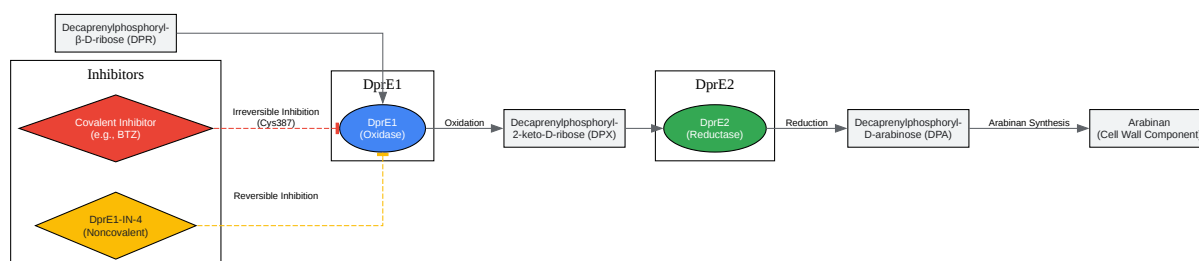 Decaprenylphosphoryl-
β-D-ribose (DPR)
Inhibitors
Covalent Inhibitor
(e.g., BTZ)
Irreversible Inhibition
(Cys387)
DprE1
DprE1
(Oxidase)
Oxidation
Decaprenylphosphoryl-
2-keto-D-ribose (DPX)
DprE2
DprE2
(Reductase)
Reduction
Decaprenylphosphoryl-
D-arabinose (DPA)
Arabinan Synthesis
Arabinan
(Cell Wall Component)
Reversible Inhibition
DprE1-IN-4
(Noncovalent)